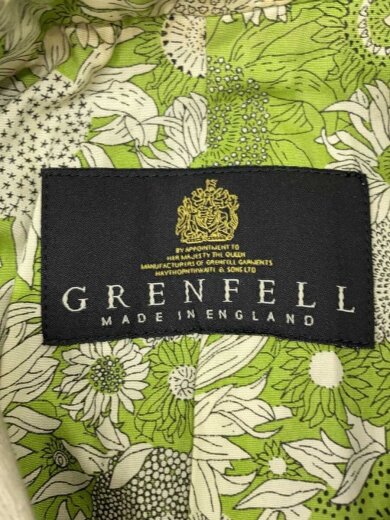 BY APPOINTMENT TO
HER MAJESTY THE QUEEN
MANUFACTURERS OF GRENFELL GARMENTS
HAYTHORNTHWAITE & SONS LTD
GRENFELL
MADE IN ENGLAND